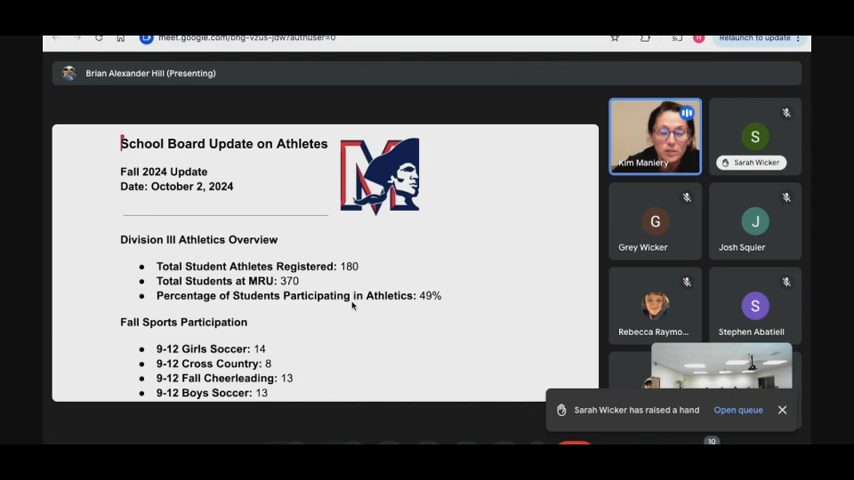 meet.google.com/bng-vzus-jdw?authuser=0
Relaunch to update
Brian Alexander Hill (Presenting)
School Board Update on Athletes
Fall 2024 Update
Date: October 2, 2024
Division III Athletics Overview
Total Student Athletes Registered: 180
Total Students at MRU: 370
Percentage of Students Participating in Athletics: 49%
Fall Sports Participation
9-12 Girls Soccer: 14
9-12 Cross Country: 8
9-12 Fall Cheerleading: 13
9-12 Boys Soccer: 13
M
Kim Maniery
S
Sarah Wicker
G
Grey Wicker
J
Josh Squier
Rebecca Raymo...
S
Stephen Abatiell
Sarah Wicker has raised a hand
Open queue
10